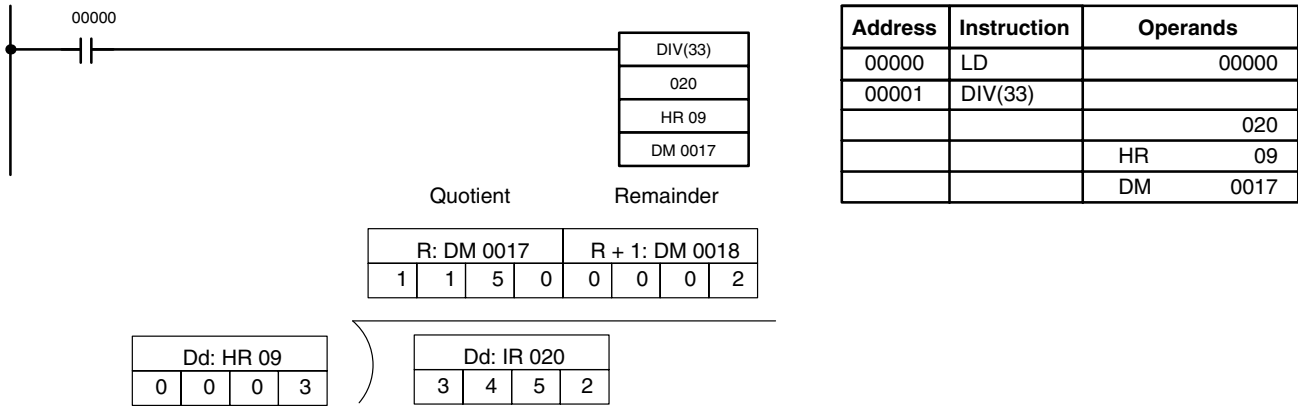 00000
DIV(33)
020
HR 09
DM 0017
Address Instruction Operands
00000 LD 00000
00001 DIV(33)
020
HR 09
DM 0017
Quotient Remainder
R: DM 0017 R + 1: DM 0018
1 1 5 0 0 0 0 2
Dd: HR 09 Dd: IR 020
0 0 0 3 3 4 5 2